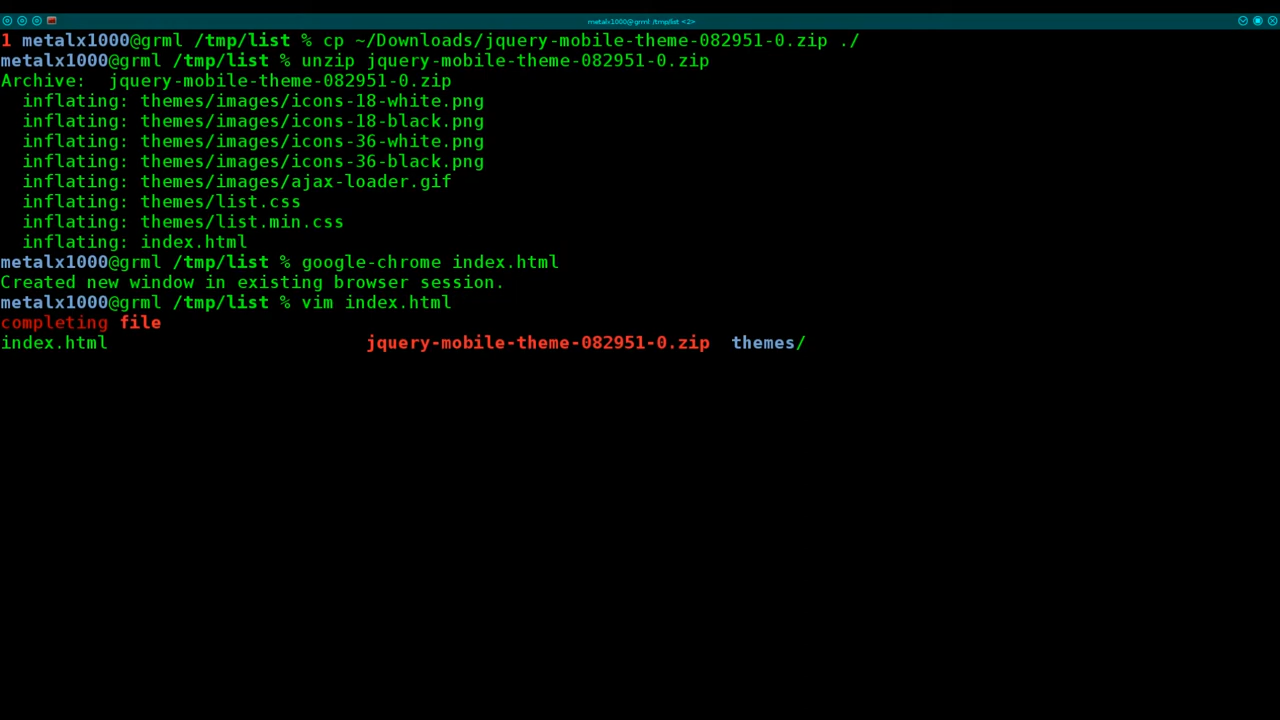 metalx1000@grml /tmp/list <2>
1 metalx1000@grml /tmp/list % cp ~/Downloads/jquery-mobile-theme-082951-0.zip ./
metalx1000@grml /tmp/list % unzip jquery-mobile-theme-082951-0.zip
Archive:  jquery-mobile-theme-082951-0.zip
  inflating: themes/images/icons-18-white.png
  inflating: themes/images/icons-18-black.png
  inflating: themes/images/icons-36-white.png
  inflating: themes/images/icons-36-black.png
  inflating: themes/images/ajax-loader.gif
  inflating: themes/list.css
  inflating: themes/list.min.css
  inflating: index.html
metalx1000@grml /tmp/list % google-chrome index.html
Created new window in existing browser session.
metalx1000@grml /tmp/list % vim index.html
completing file
index.html                        jquery-mobile-theme-082951-0.zip  themes/